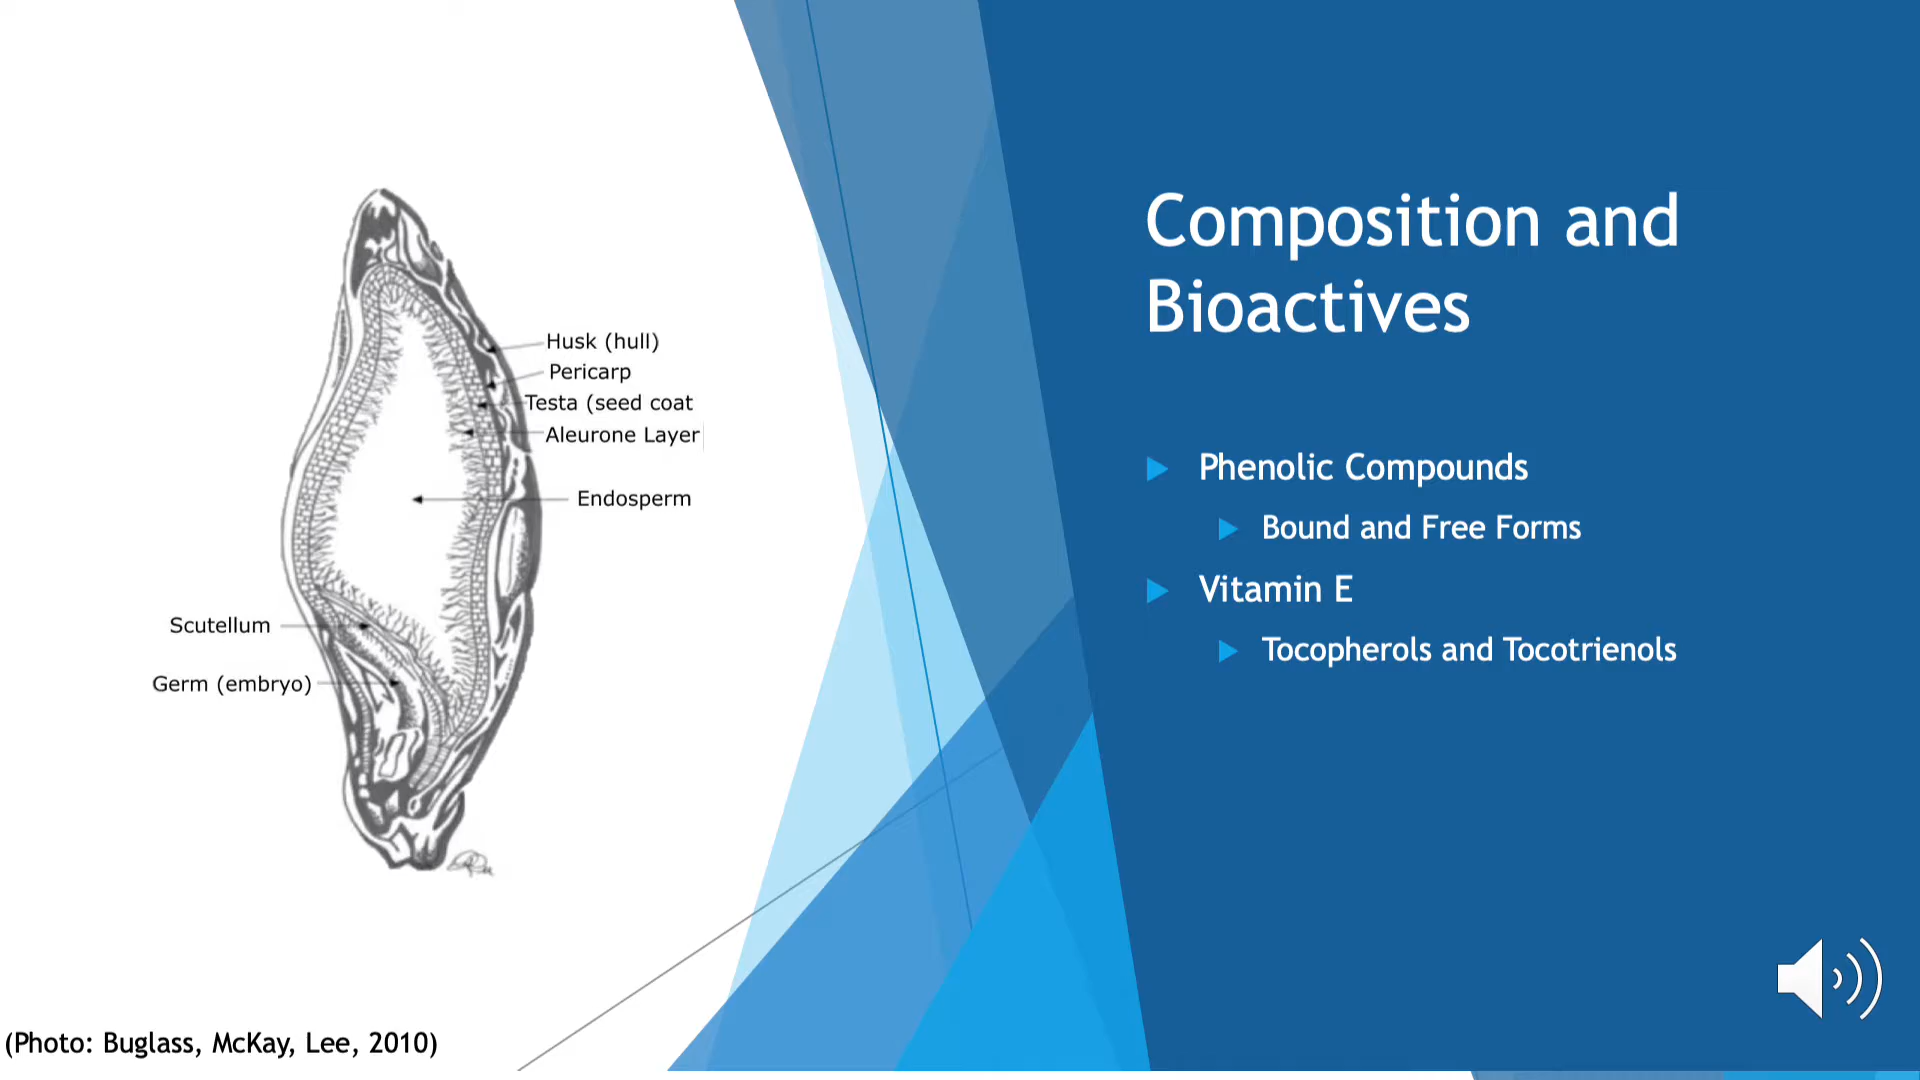 Composition and
Bioactives
Husk (hull)
Pericarp
Testa (seed coat
Aleurone Layer
Endosperm
Scutellum
Germ (embryo)
Phenolic Compounds
Bound and Free Forms
Vitamin E
Tocopherols and Tocotrienols
(Photo: Buglass, McKay, Lee, 2010)